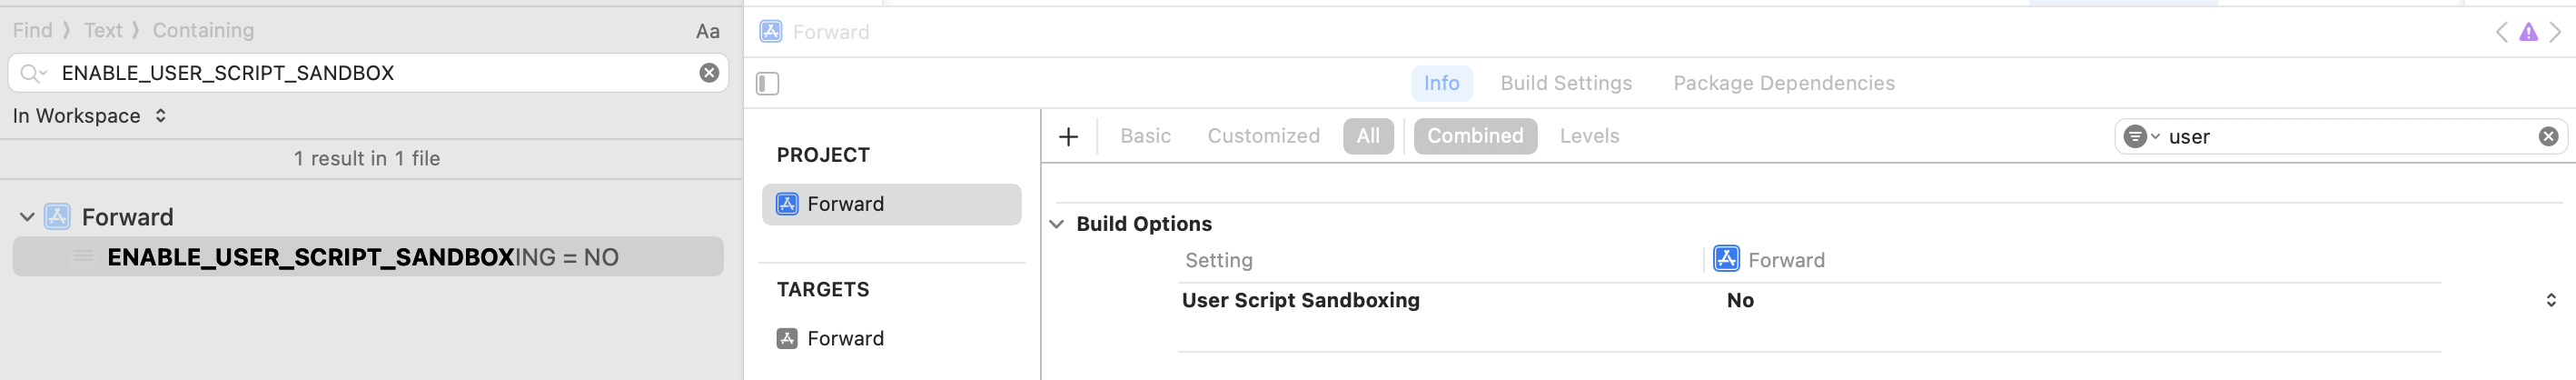 Find 〉 Text 〉 Containing
Aa
ENABLE_USER_SCRIPT_SANDBOX
In Workspace
1 result in 1 file
Forward
ENABLE_USER_SCRIPT_SANDBOXING = NO
Forward
Info Build Settings Package Dependencies
PROJECT
Forward
TARGETS
Forward
+ Basic Customized All Combined Levels
user
Build Options
Setting Forward
User Script Sandboxing No